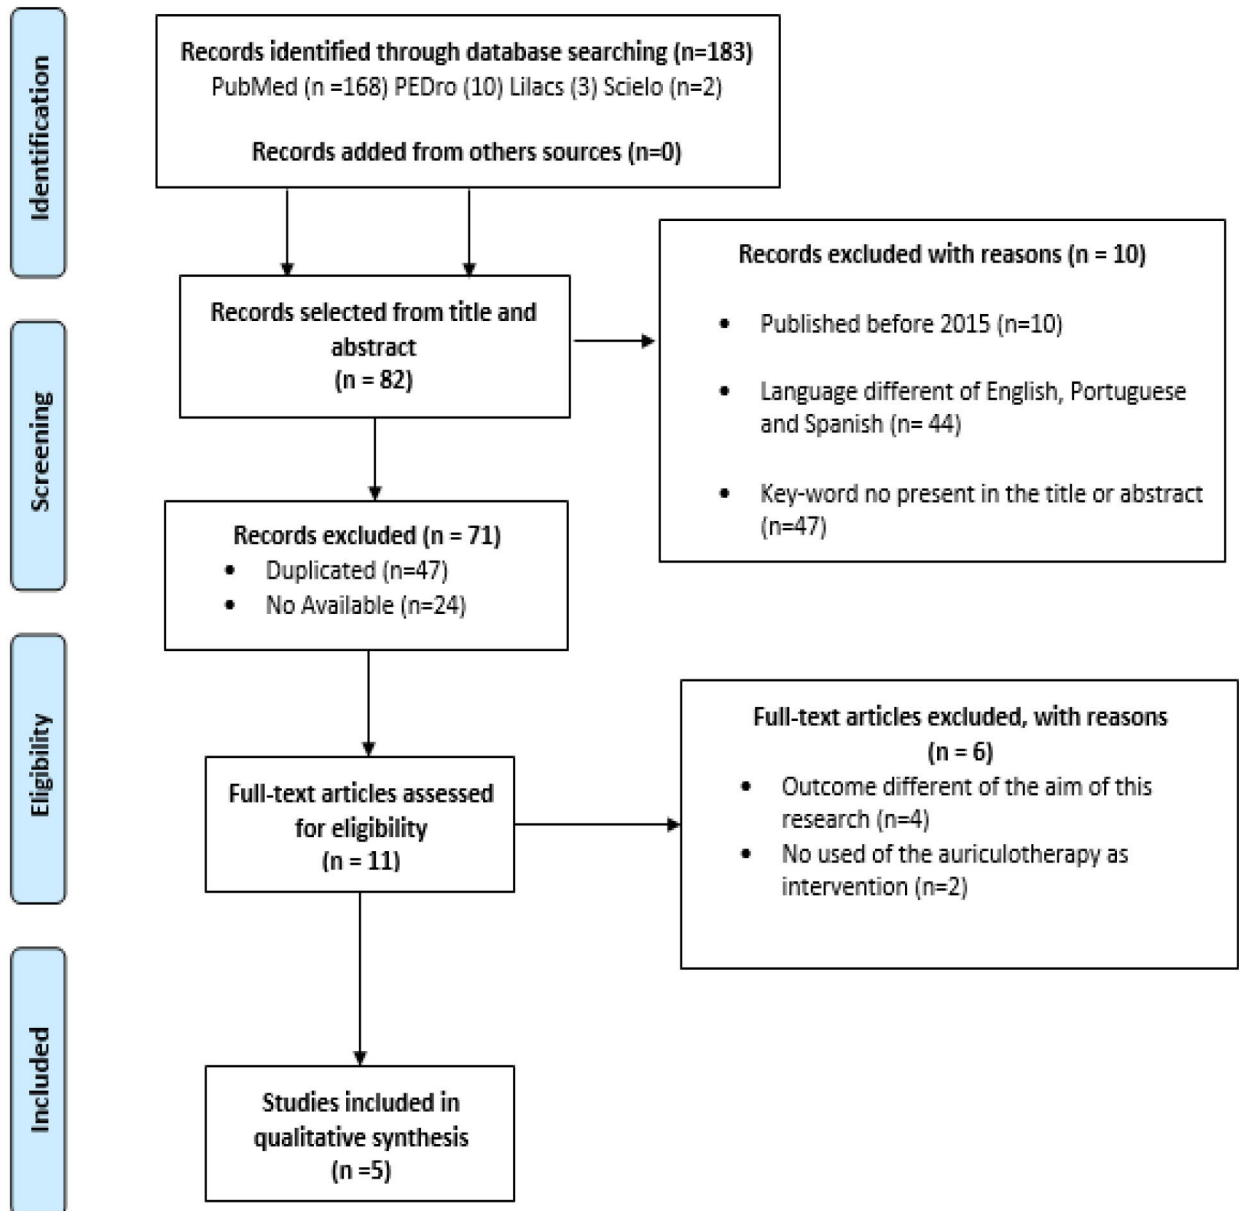 Identification
Records identified through database searching (n=183)
PubMed (n =168) PEDro (10) Lilacs (3) Scielo (n=2)
Records added from others sources (n=0)
Records excluded with reasons (n = 10)
• Published before 2015 (n=10)
• Language different of English, Portuguese
and Spanish (n= 44)
• Key-word no present in the title or abstract
(n=47)
Screening
Records selected from title and
abstract
(n = 82)
Records excluded (n = 71)
• Duplicated (n=47)
• No Available (n=24)
Eligibility
Full-text articles assessed
for eligibility
(n = 11)
Full-text articles excluded, with reasons
(n = 6)
• Outcome different of the aim of this
research (n=4)
• No used of the auriculotherapy as
intervention (n=2)
Included
Studies included in
qualitative synthesis
(n =5)